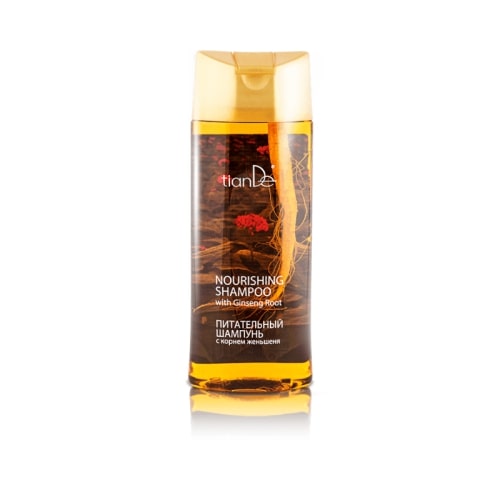 tianDe®
NOURISHING
SHAMPOO
with Ginseng Root
ПИТАТЕЛЬНЫЙ
ШАМПУНЬ
с корнем женьшеня